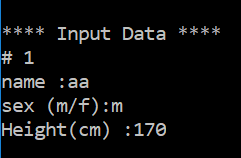 **** Input Data ****
# 1
name :aa
sex (m/f):m
Height(cm) :170